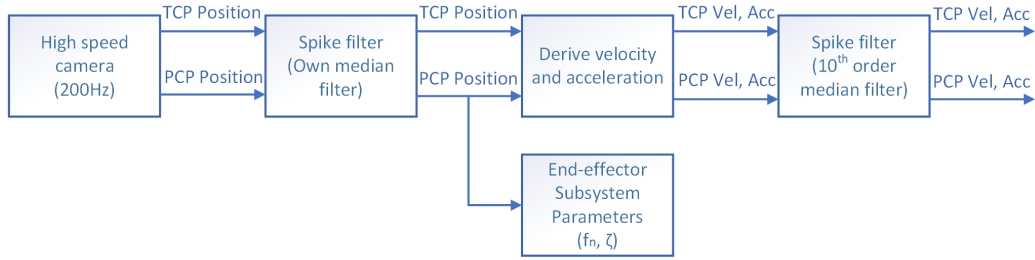 TCP Position
TCP Position
TCP Vel, Acc
TCP Vel, Acc
High speed
camera
(200Hz)
PCP Position
Spike filter
(Own median
filter)
PCP Position
Derive velocity
and acceleration
PCP Vel, Acc
Spike filter
(10th order
median filter)
PCP Vel, Acc
End-effector
Subsystem
Parameters
(fn, ζ)